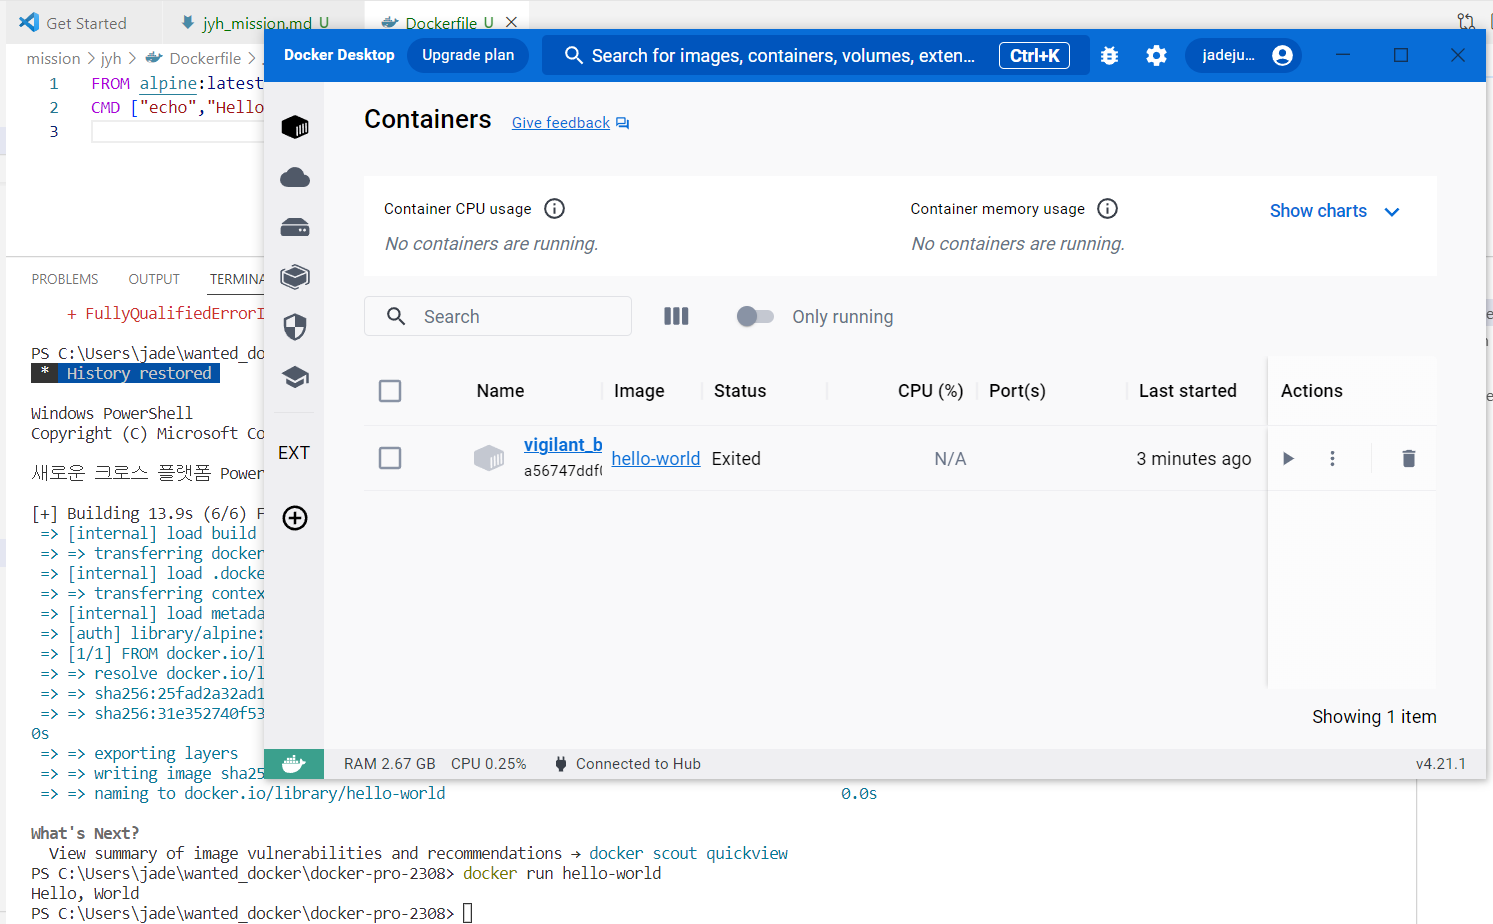 Get Started
jyh_mission.md U
Dockerfile U
mission > jyh > Dockerfile >
1 FROM alpine:latest
2 CMD ["echo","Hello
3
PROBLEMS OUTPUT TERMINA
+ FullyQualifiedErrorI
PS C:\Users\jade\wanted_do
* History restored
Windows PowerShell
Copyright (C) Microsoft Co
새로운 크로스 플랫폼 Power
[+] Building 13.9s (6/6) F
=> [internal] load build
=> => transferring docker
=> [internal] load .docke
=> => transferring contex
=> [internal] load metada
=> [auth] library/alpine:
=> [1/1] FROM docker.io/l
=> => resolve docker.io/l
=> => sha256:25fad2a32ad1
=> => sha256:31e352740f53
0s
=> => exporting layers
=> => writing image sha25
=> => naming to docker.io/library/hello-world 0.0s
What's Next?
View summary of image vulnerabilities and recommendations → docker scout quickview
PS C:\Users\jade\wanted_docker\docker-pro-2308> docker run hello-world
Hello, World
PS C:\Users\jade\wanted_docker\docker-pro-2308>
Docker Desktop
Upgrade plan
Search for images, containers, volumes, exten...
Ctrl+K
jadeju...
Containers
Give feedback
Container CPU usage
No containers are running.
Container memory usage
No containers are running.
Show charts
Search
Only running
Name Image Status CPU (%) Port(s) Last started Actions
vigilant_b
a56747ddf
hello-world Exited N/A 3 minutes ago
EXT
Showing 1 item
RAM 2.67 GB CPU 0.25% Connected to Hub
v4.21.1